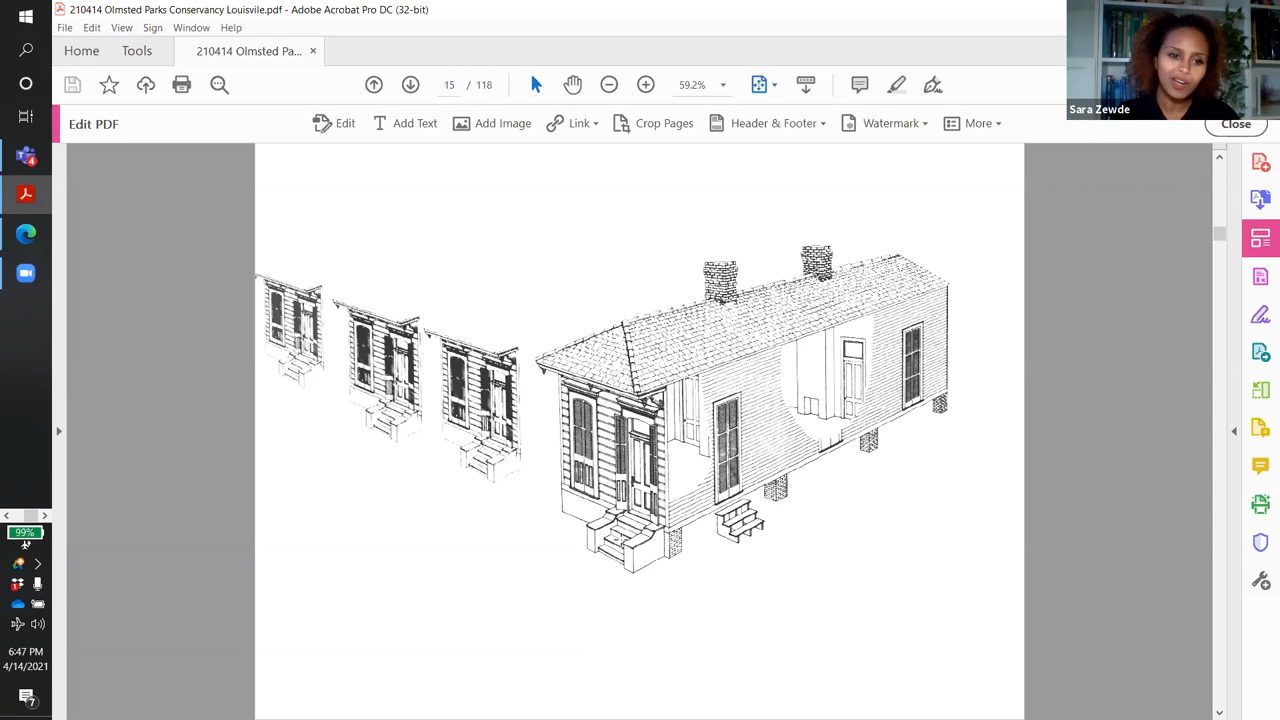 210414 Olmsted Parks Conservancy Louisvile.pdf - Adobe Acrobat Pro DC (32-bit)
File Edit View Sign Window Help
Home Tools 210414 Olmsted Pa... ×
15 / 118 59.2%
Sara Zewde
Edit PDF Edit Add Text Add Image Link Crop Pages Header & Footer Watermark More Close
4
99%
6:47 PM
4/14/2021
7